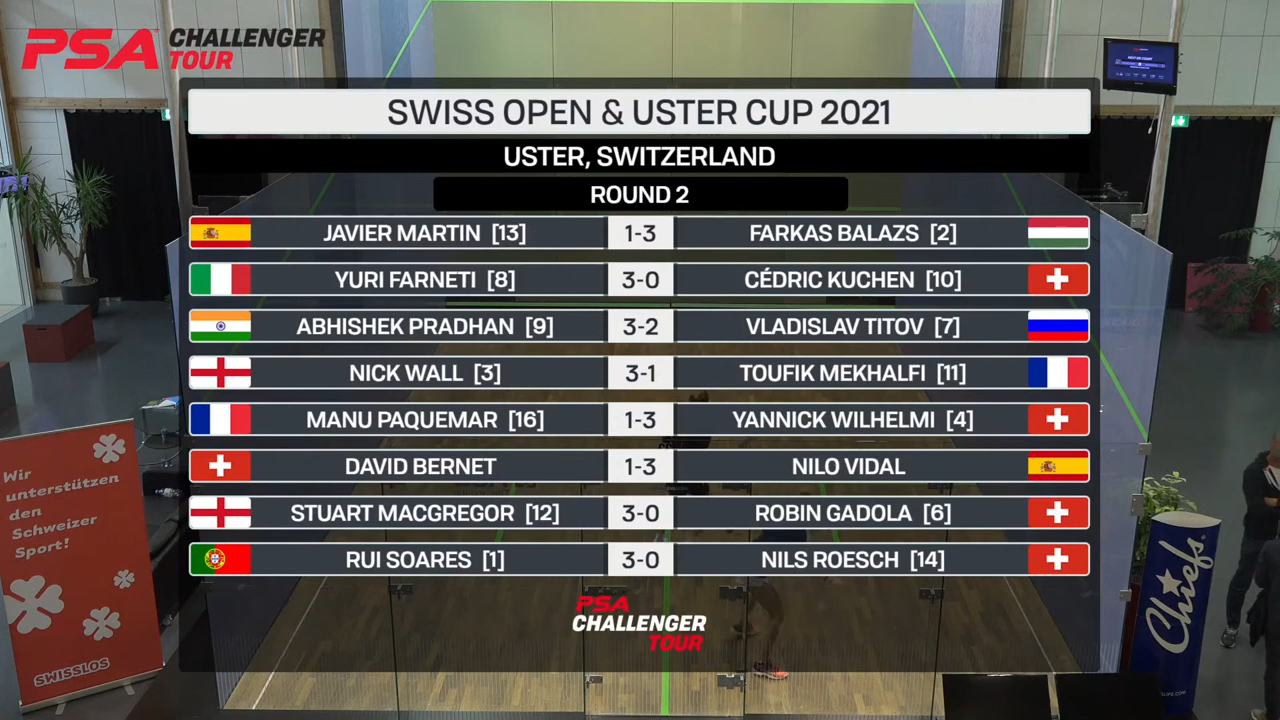 PSA CHALLENGER
TOUR
SWISS OPEN & USTER CUP 2021
USTER, SWITZERLAND
ROUND 2
JAVIER MARTIN [13] 1-3 FARKAS BALAZS [2]
YURI FARNETI [8] 3-0 CÉDRIC KUCHEN [10]
ABHISHEK PRADHAN [9] 3-2 VLADISLAV TITOV [7]
NICK WALL [3] 3-1 TOUFIK MEKHALFI [11]
MANU PAQUEMAR [16] 1-3 YANNICK WILHELMI [4]
DAVID BERNET 1-3 NILO VIDAL
STUART MACGREGOR [12] 3-0 ROBIN GADOLA [6]
RUI SOARES [1] 3-0 NILS ROESCH [14]
PSA
CHALLENGER
TOUR
Wir
unterstützen
den
Schweizer
Sport!
SWISSLOS
Chiefs